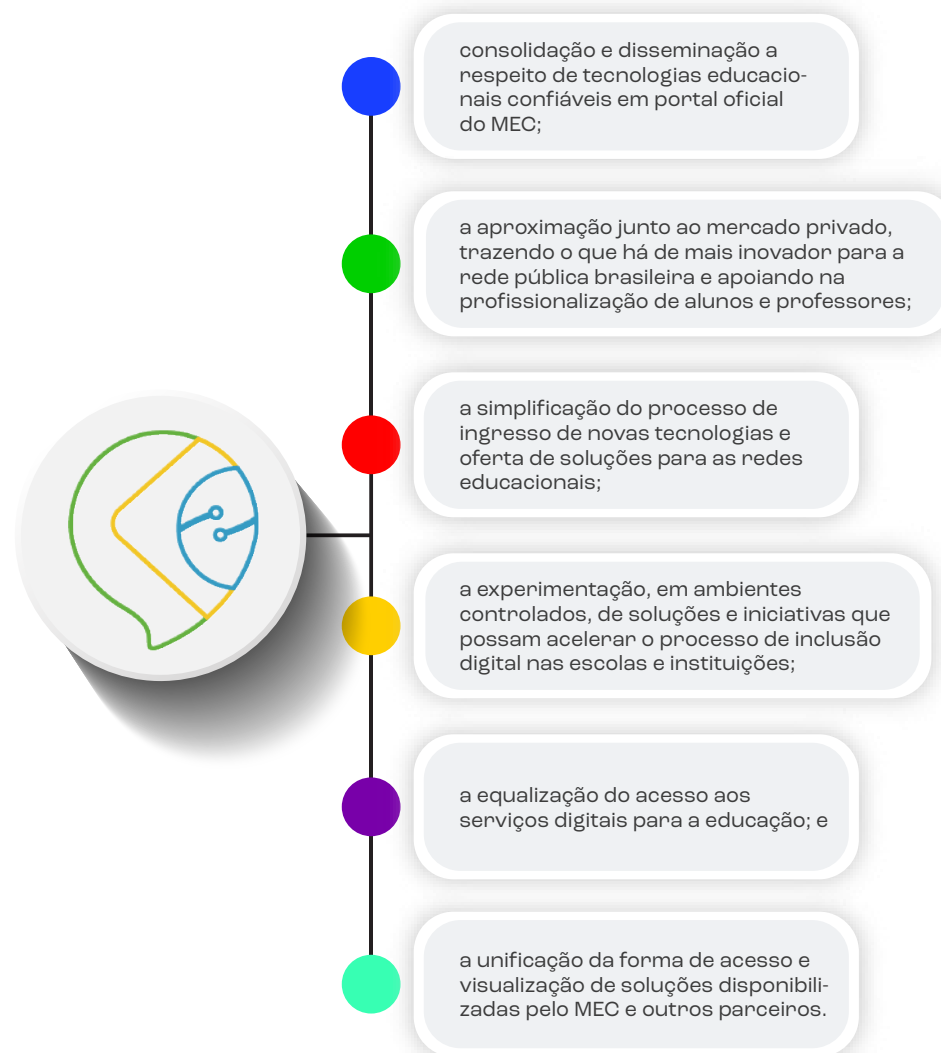 consolidação e disseminação a
respeito de tecnologias educacio-
nais confiáveis em portal oficial
do MEC;
a aproximação junto ao mercado privado,
trazendo o que há de mais inovador para a
rede pública brasileira e apoiando na
profissionalização de alunos e professores;
a simplificação do processo de
ingresso de novas tecnologias e
oferta de soluções para as redes
educacionais;
a experimentação, em ambientes
controlados, de soluções e iniciativas que
possam acelerar o processo de inclusão
digital nas escolas e instituições;
a equalização do acesso aos
serviços digitais para a educação; e
a unificação da forma de acesso e
visualização de soluções disponibili-
zadas pelo MEC e outros parceiros.